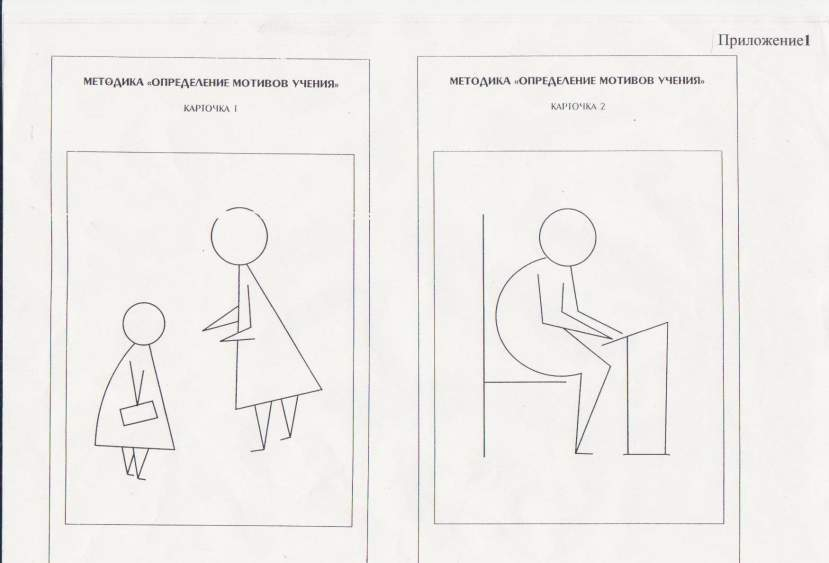 Приложение1
МЕТОДИКА «ОПРЕДЕЛЕНИЕ МОТИВОВ УЧЕНИЯ»
КАРТОЧКА 1
МЕТОДИКА «ОПРЕДЕЛЕНИЕ МОТИВОВ УЧЕНИЯ»
КАРТОЧКА 2